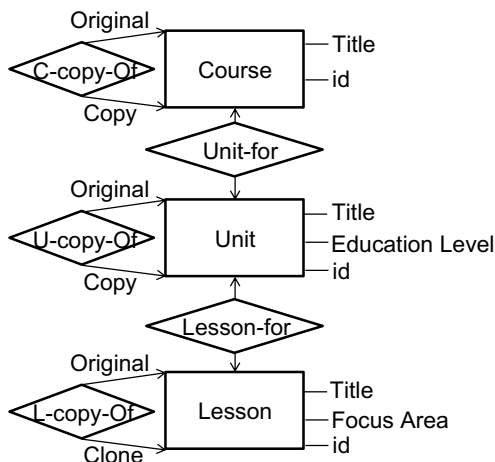 Original
Title
C-copy-Of
Course
id
Copy
Unit-for
Original
Title
U-copy-Of
Unit
Education Level
Copy
id
Lesson-for
Original
Title
L-copy-Of
Lesson
Focus Area
id
Clone